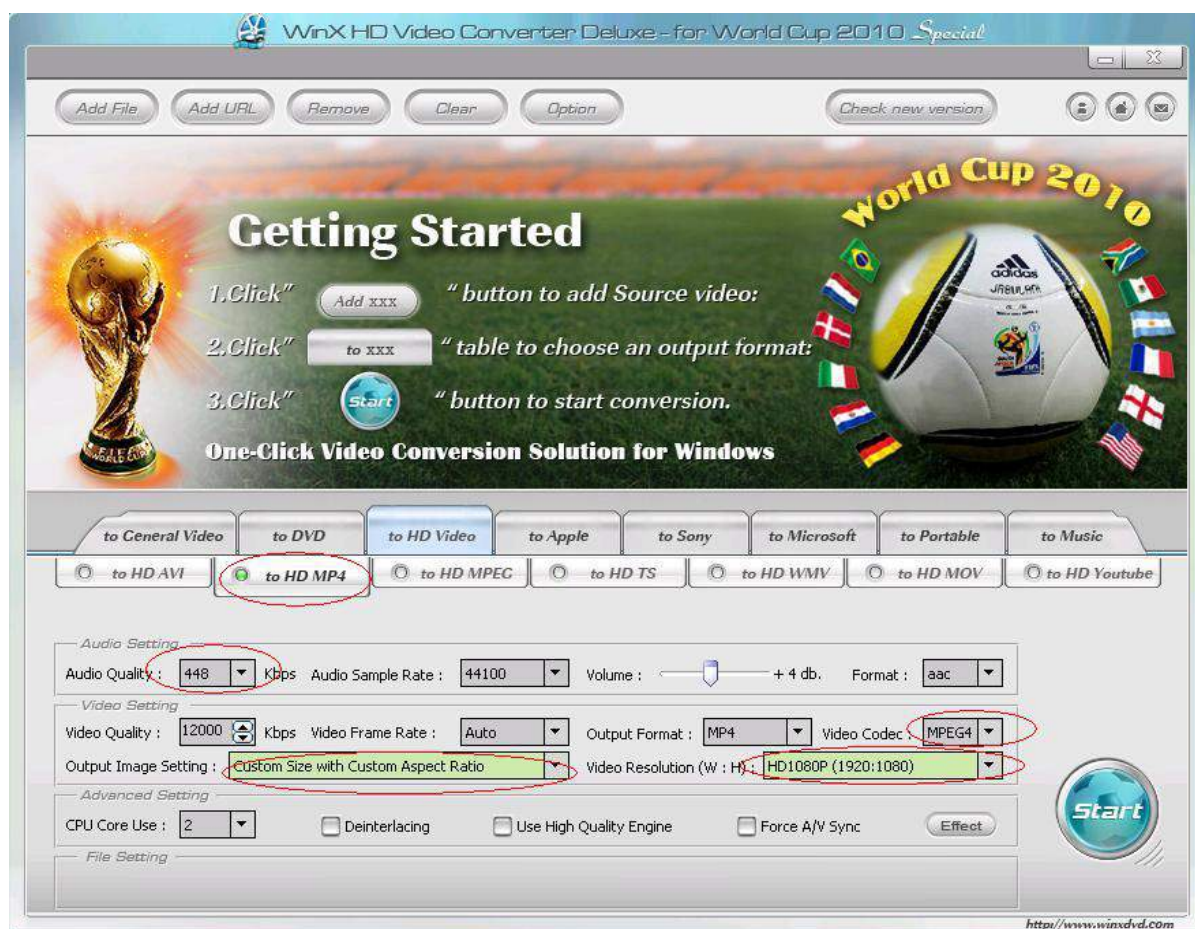 WinX HD Video Converter Deluxe - for World Cup 2010 Special
Add File Add URL Remove Clear Option Check new version
World Cup 2010
Getting Started
adidas
JABULANI
1.Click" Add xxx " button to add Source video:
2.Click" to xxx " table to choose an output format:
3.Click" Start " button to start conversion.
One-Click Video Conversion Solution for Windows
to General Video to DVD to HD Video to Apple to Sony to Microsoft to Portable to Music
to HD AVI to HD MP4 to HD MPEG to HD TS to HD WMV to HD MOV to HD Youtube
Audio Setting
Audio Quality : 448 Kbps Audio Sample Rate : 44100 Volume : + 4 db. Format : aac
Video Setting
Video Quality : 12000 Kbps Video Frame Rate : Auto Output Format : MP4 Video Codec : MPEG4
Output Image Setting : Custom Size with Custom Aspect Ratio Video Resolution (W : H) : HD1080P (1920:1080)
Advanced Setting
CPU Core Use : 2 Deinterlacing Use High Quality Engine Force A/V Sync Effect
Start
File Setting
http://www.winxdvd.com